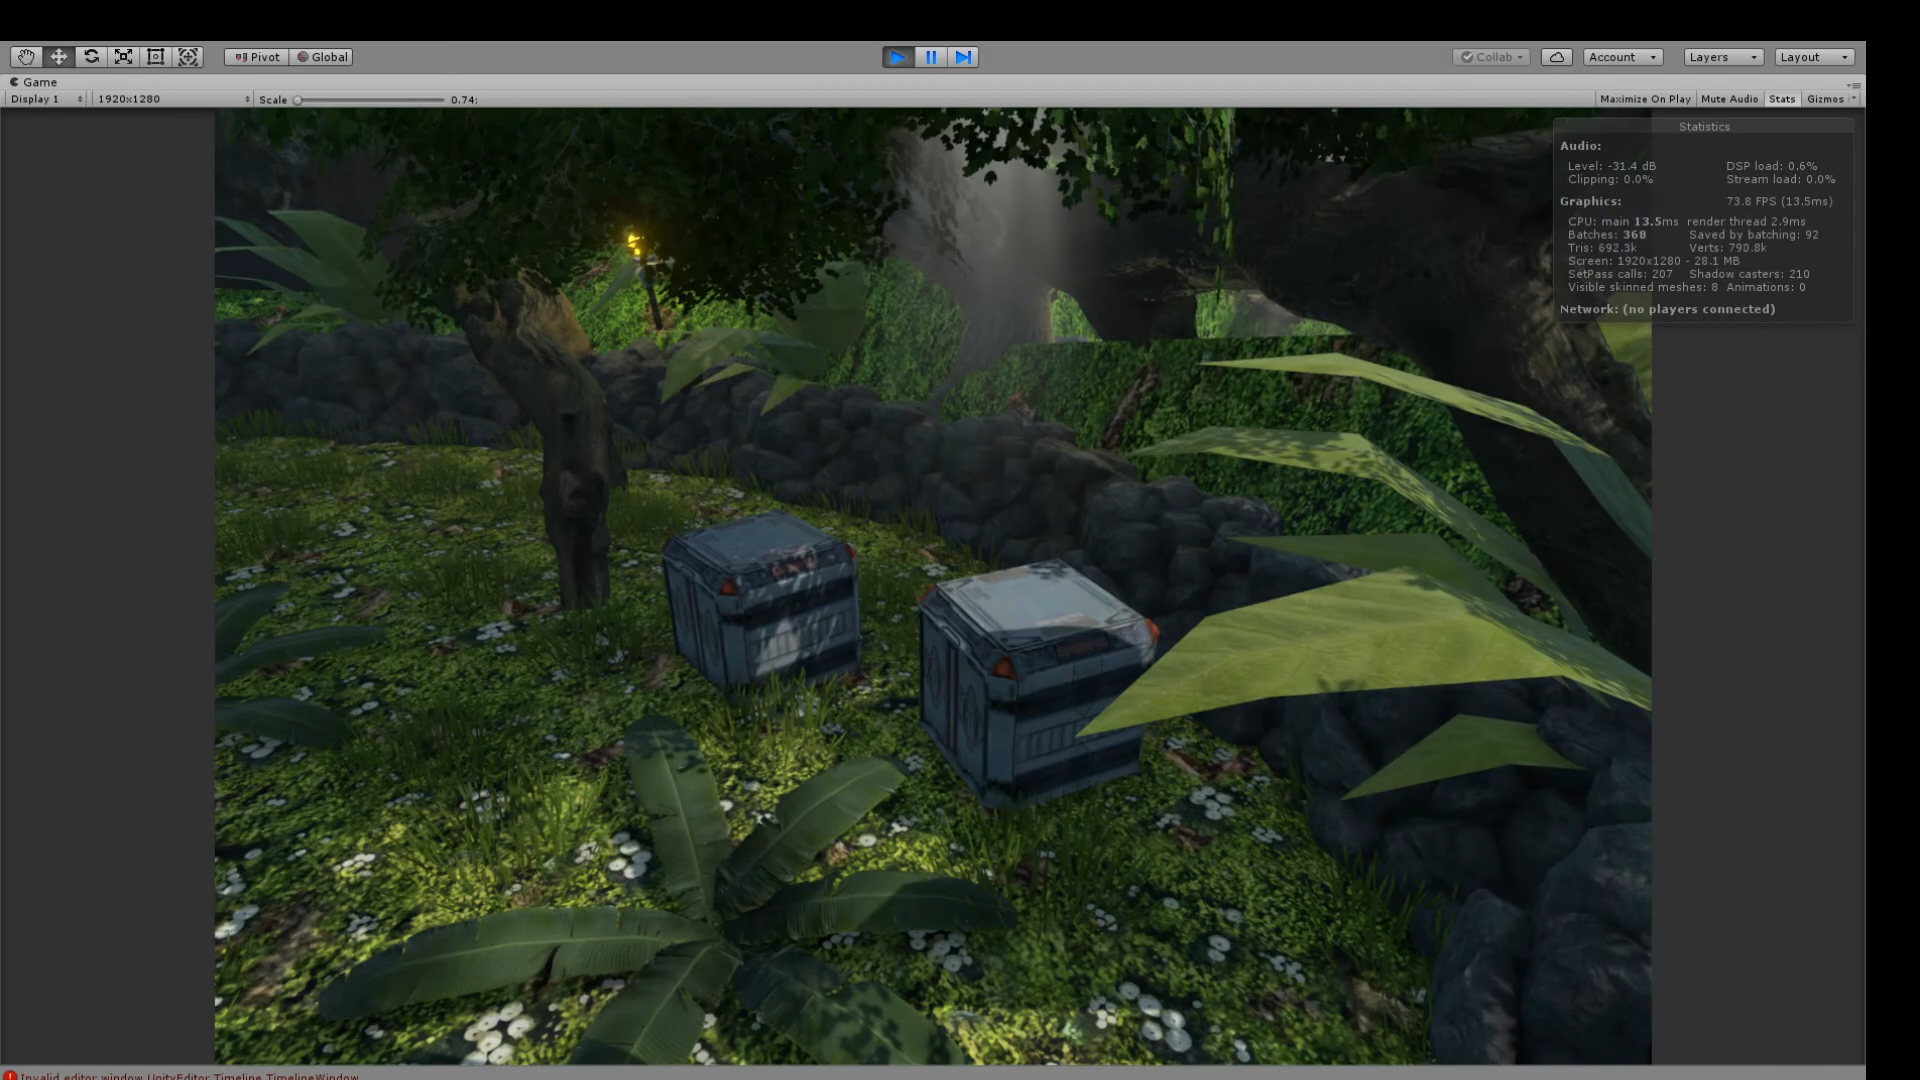 Pivot Global Collab Account Layers Layout
Game
Display 1 1920x1280 Scale 0.74: Maximize On Play Mute Audio Stats Gizmos
Statistics
Audio:
Level: -31.4 dB DSP load: 0.6%
Clipping: 0.0% Stream load: 0.0%
Graphics: 73.8 FPS (13.5ms)
CPU: main 13.5ms render thread 2.9ms
Batches: 368 Saved by batching: 92
Tris: 692.3k Verts: 790.8k
Screen: 1920x1280 - 28.1 MB
SetPass calls: 207 Shadow casters: 210
Visible skinned meshes: 8 Animations: 0
Network: (no players connected)
Invalid editor window UnityEditor.Timeline.TimelineWindow